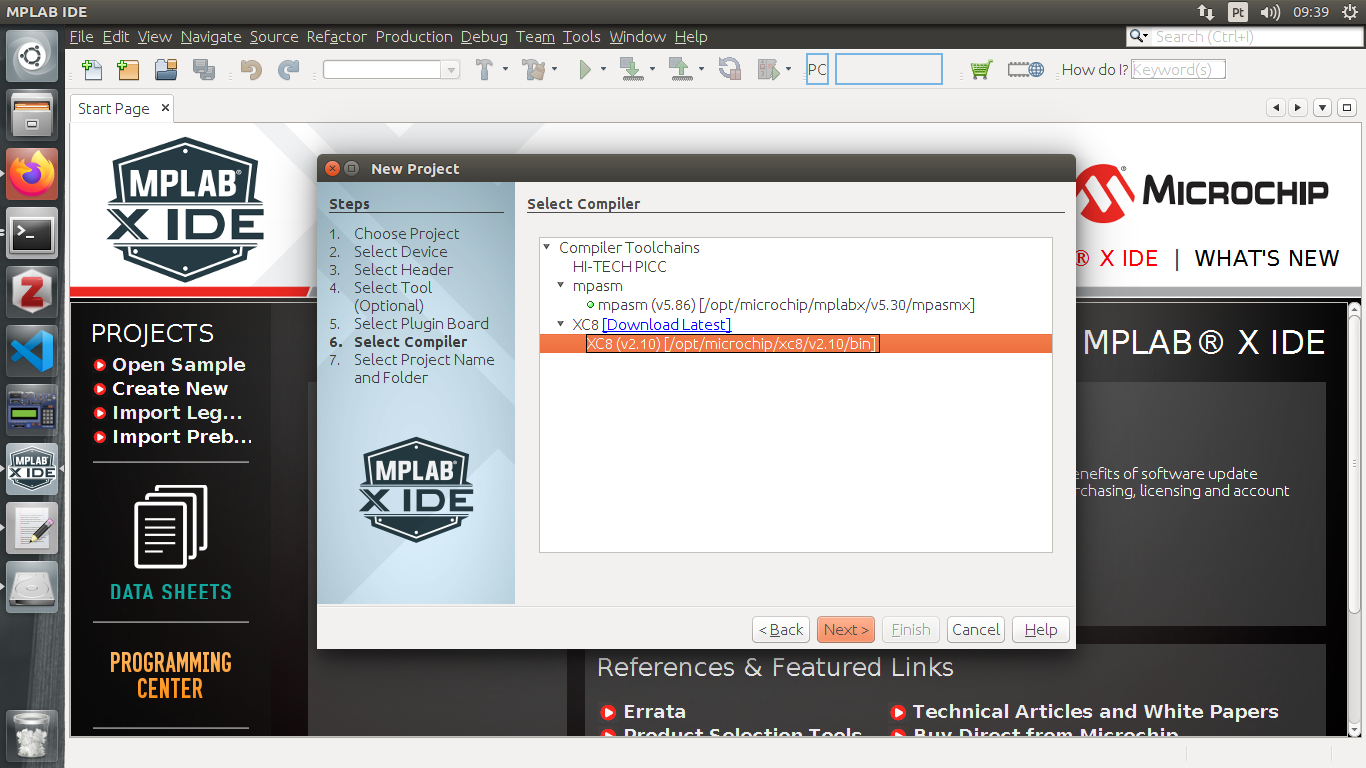 MPLAB IDE
Pt
09:39
File Edit View Navigate Source Refactor Production Debug Team Tools Window Help
Search (Ctrl+I)
PC
How do I? Keyword(s)
Start Page
MPLAB®
X IDE
MICROCHIP
® X IDE | WHAT'S NEW
PROJECTS
Open Sample
Create New
Import Leg...
Import Preb...
DATA SHEETS
PROGRAMMING
CENTER
New Project
Steps
1. Choose Project
2. Select Device
3. Select Header
4. Select Tool
(Optional)
5. Select Plugin Board
6. Select Compiler
7. Select Project Name
and Folder
MPLAB®
X IDE
Select Compiler
Compiler Toolchains
HI-TECH PICC
mpasm
mpasm (v5.86) [/opt/microchip/mplabx/v5.30/mpasmx]
XC8 [Download Latest]
XC8 (v2.10) [/opt/microchip/xc8/v2.10/bin]
< Back
Next >
Finish
Cancel
Help
MPLAB® X IDE
enefits of software update
rchasing, licensing and account
References & Featured Links
Errata
Technical Articles and White Papers
Product Selection Tools
Buy Direct from Microchip
MPLAB
X IDE